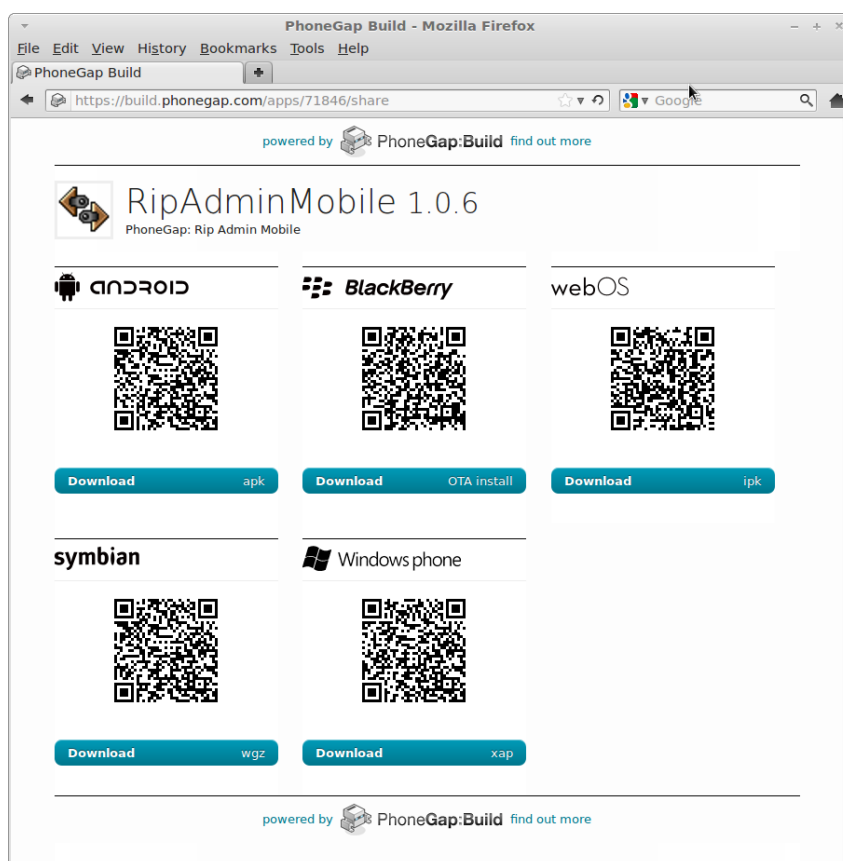 PhoneGap Build - Mozilla Firefox
File Edit View History Bookmarks Tools Help
PhoneGap Build
https://build.phonegap.com/apps/71846/share Google
powered by PhoneGap:Build find out more
RipAdminMobile 1.0.6
PhoneGap: Rip Admin Mobile
ANDROID BlackBerry webOS
Download apk Download OTA install Download ipk
symbian Windows phone
Download wgz Download xap
powered by PhoneGap:Build find out more